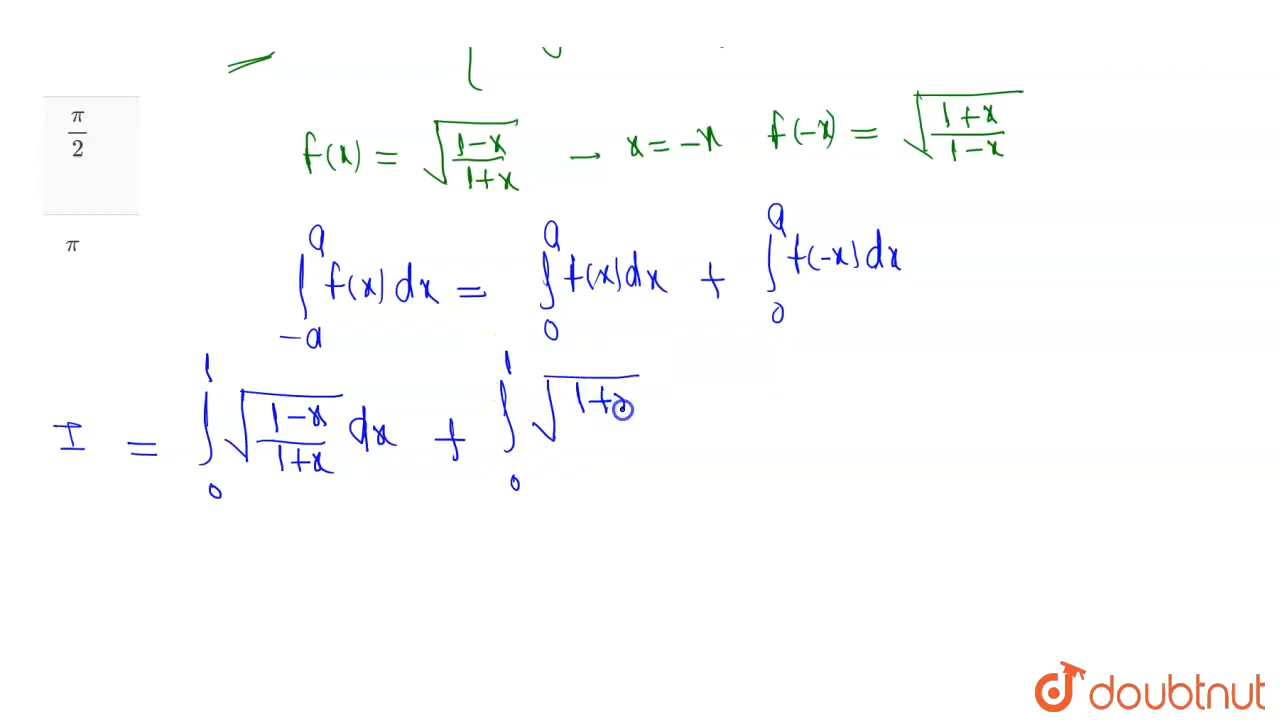 π/2
f(x) = √((1-x)/(1+x)) → x = -x f(-x) = √((1+x)/(1-x))
π
∫_{-a}^{a} f(x) dx = ∫_{0}^{a} f(x) dx + ∫_{0}^{a} f(-x) dx
I = ∫_{0}^{1} √((1-x)/(1+x)) dx + ∫_{0}^{1} √(1+x
doubtnut